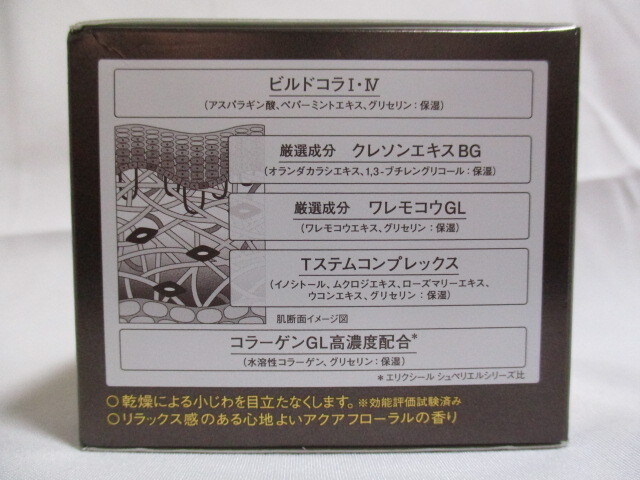 ビルドコラⅠ・Ⅳ
(アスパラギン酸、ペパーミントエキス、グリセリン：保湿)
厳選成分　クレソンエキスBG
(オランダカラシエキス、1,3-ブチレングリコール：保湿)
厳選成分　ワレモコウGL
(ワレモコウエキス、グリセリン：保湿)
Tステムコンプレックス
(イノシトール、ムクロジエキス、ローズマリーエキス、
ウコンエキス、グリセリン：保湿)
肌断面イメージ図
コラーゲンGL高濃度配合*
(水溶性コラーゲン、グリセリン：保湿)
*エリクシール シュペリエルシリーズ比
○乾燥による小じわを目立たなくします。※効能評価試験済み
○リラックス感のある心地よいアクアフローラルの香り